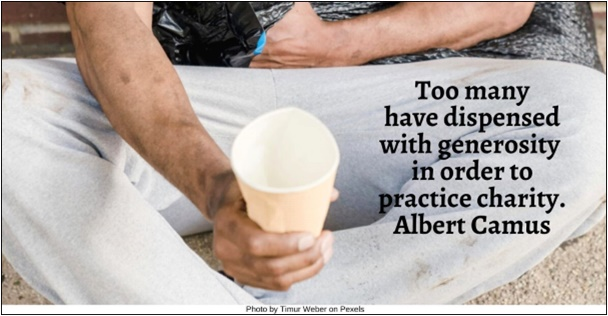 Too many
have dispensed
with generosity
in order to
practice charity.
Albert Camus
Photo by Timur Weber on Pexels